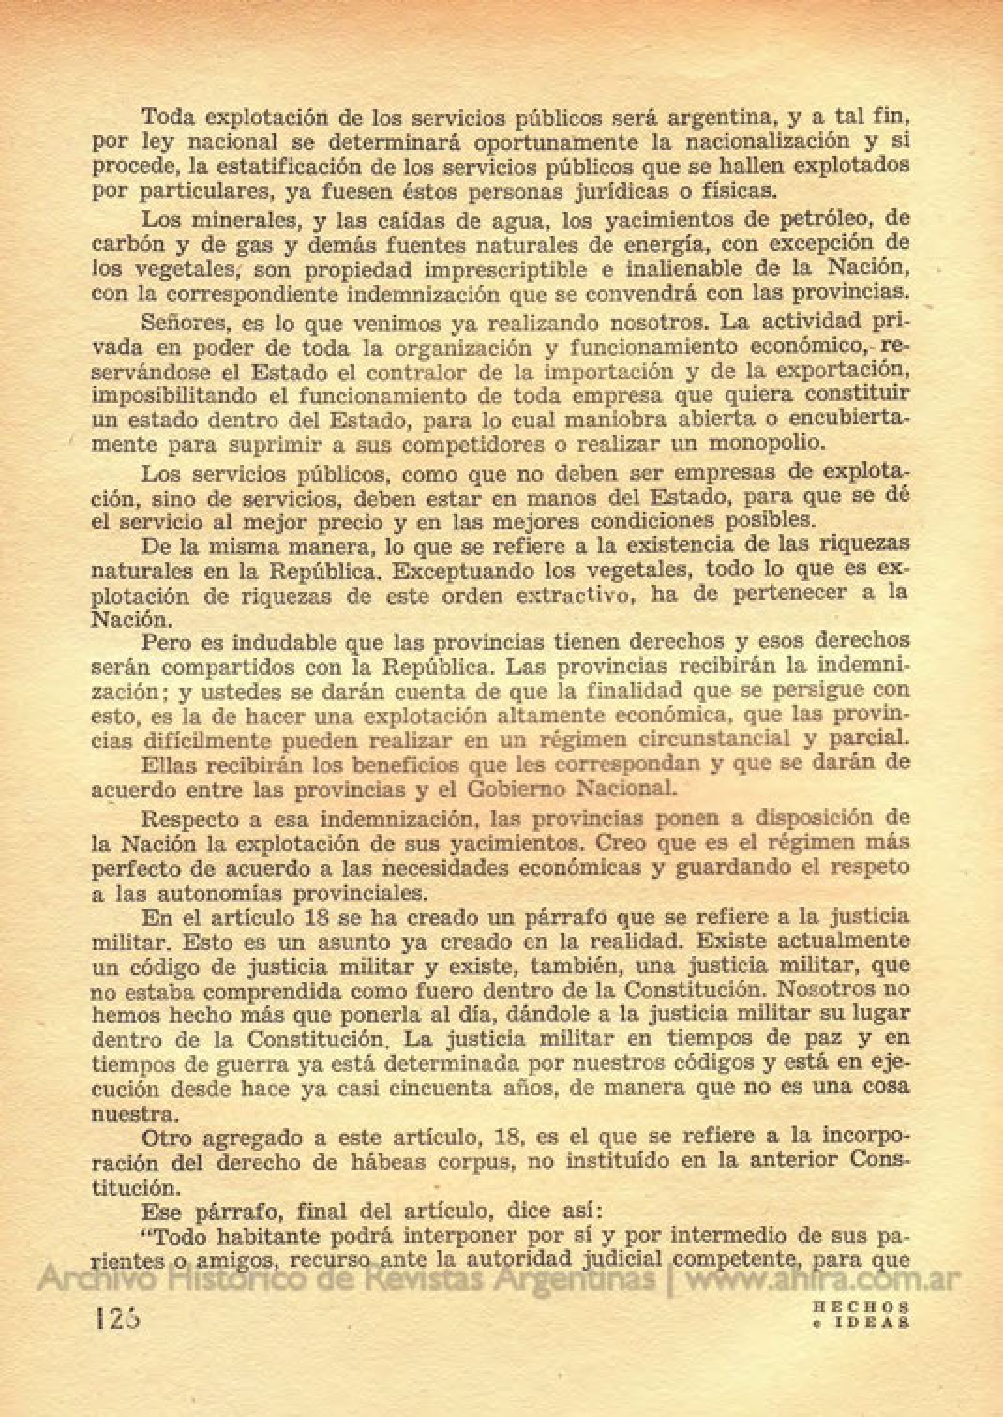 Toda explotación de los servicios públicos será argentina, y a tal fin,
por ley nacional se determinará oportunamente la nacionalización y si
procede, la estatificación de los servicios públicos que se hallen explotados
por particulares, ya fuesen éstos personas jurídicas o físicas.
Los minerales, y las caídas de agua, los yacimientos de petróleo, de
carbón y de gas y demás fuentes naturales de energía, con excepción de
los vegetales, son propiedad imprescriptible e inalienable de la Nación,
con la correspondiente indemnización que se convendrá con las provincias.
Señores, es lo que venimos ya realizando nosotros. La actividad pri-
vada en poder de toda la organización y funcionamiento económico, re-
servándose el Estado el contralor de la importación y de la exportación,
imposibilitando el funcionamiento de toda empresa que quiera constituir
un estado dentro del Estado, para lo cual maniobra abierta o encubierta-
mente para suprimir a sus competidores o realizar un monopolio.
Los servicios públicos, como que no deben ser empresas de explota-
ción, sino de servicios, deben estar en manos del Estado, para que se dé
el servicio al mejor precio y en las mejores condiciones posibles.
De la misma manera, lo que se refiere a la existencia de las riquezas
naturales en la República. Exceptuando los vegetales, todo lo que es ex-
plotación de riquezas de este orden extractivo, ha de pertenecer a la
Nación.
Pero es indudable que las provincias tienen derechos y esos derechos
serán compartidos con la República. Las provincias recibirán la indemni-
zación; y ustedes se darán cuenta de que la finalidad que se persigue con
esto, es la de hacer una explotación altamente económica, que las provin-
cias difícilmente pueden realizar en un régimen circunstancial y parcial.
Ellas recibirán los beneficios que les correspondan y que se darán de
acuerdo entre las provincias y el Gobierno Nacional.
Respecto a esa indemnización, las provincias ponen a disposición de
la Nación la explotación de sus yacimientos. Creo que es el régimen más
perfecto de acuerdo a las necesidades económicas y guardando el respeto
a las autonomías provinciales.
En el artículo 18 se ha creado un párrafo que se refiere a la justicia
militar. Esto es un asunto ya creado en la realidad. Existe actualmente
un código de justicia militar y existe, también, una justicia militar, que
no estaba comprendida como fuero dentro de la Constitución. Nosotros no
hemos hecho más que ponerla al día, dándole a la justicia militar su lugar
dentro de la Constitución. La justicia militar en tiempos de paz y en
tiempos de guerra ya está determinada por nuestros códigos y está en eje-
cución desde hace ya casi cincuenta años, de manera que no es una cosa
nuestra.
Otro agregado a este artículo, 18, es el que se refiere a la incorpo-
ración del derecho de hábeas corpus, no instituído en la anterior Cons-
titución.
Ese párrafo, final del artículo, dice así:
"Todo habitante podrá interponer por sí y por intermedio de sus pa-
rientes o amigos, recurso ante la autoridad judicial competente, para que
Archivo Histórico de Revistas Argentinas | www.ahira.com.ar
126
HECHOS
e IDEAS